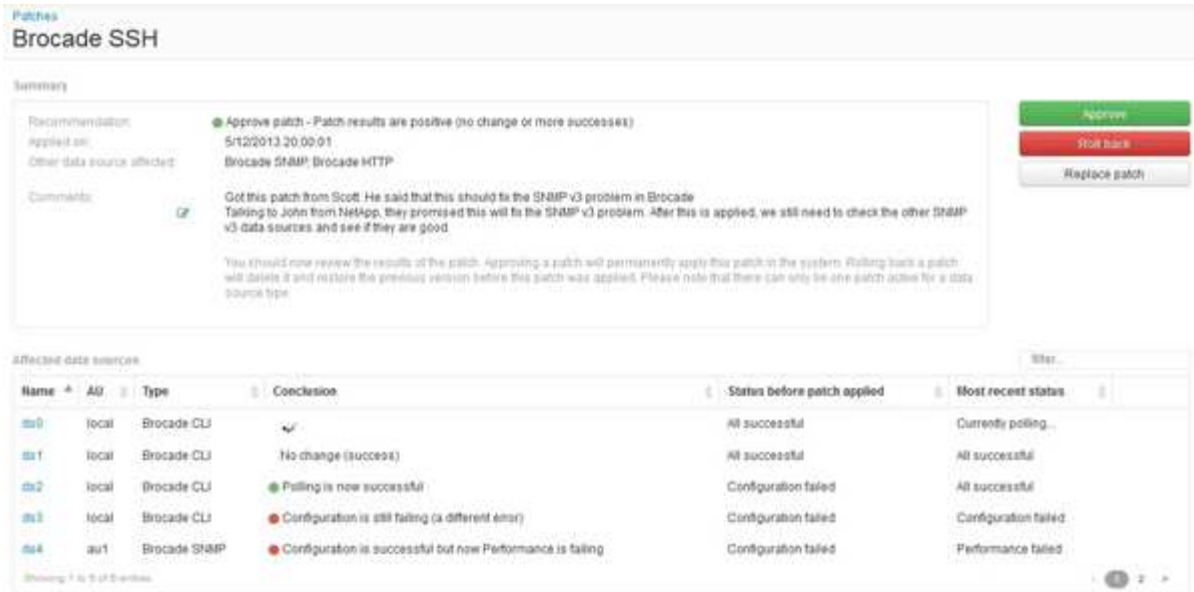 Patches
Brocade SSH
Summary
Recommendation: Approve patch - Patch results are positive (no change or more successes)
Applied on: 5/12/2013 20:00:01
Other data source affected: Brocade SNMP, Brocade HTTP
Comments: Got this patch from Scott. He said that this should fix the SNMP v3 problem in Brocade
Talking to John from NetApp, they promised this will fix the SNMP v3 problem. After this is applied, we still need to check the other SNMP
v3 data sources and see if they are good.
You should now review the results of the patch. Approving a patch will permanently apply this patch in the system. Rolling back a patch
will delete it and restore the previous version before this patch was applied. Please note that there can only be one patch active for a data
source type.
Approve
Roll back
Replace patch
Affected data sources
filter...
Name AU Type Conclusion Status before patch applied Most recent status
ds0 local Brocade CLI All successful Currently polling...
ds1 local Brocade CLI No change (success) All successful All successful
ds2 local Brocade CLI Polling is now successful Configuration failed All successful
ds3 local Brocade CLI Configuration is still failing (a different error) Configuration failed Configuration failed
ds4 au1 Brocade SNMP Configuration is successful but now Performance is failing Configuration failed Performance failed
Showing 1 to 5 of 6 entries
1 2